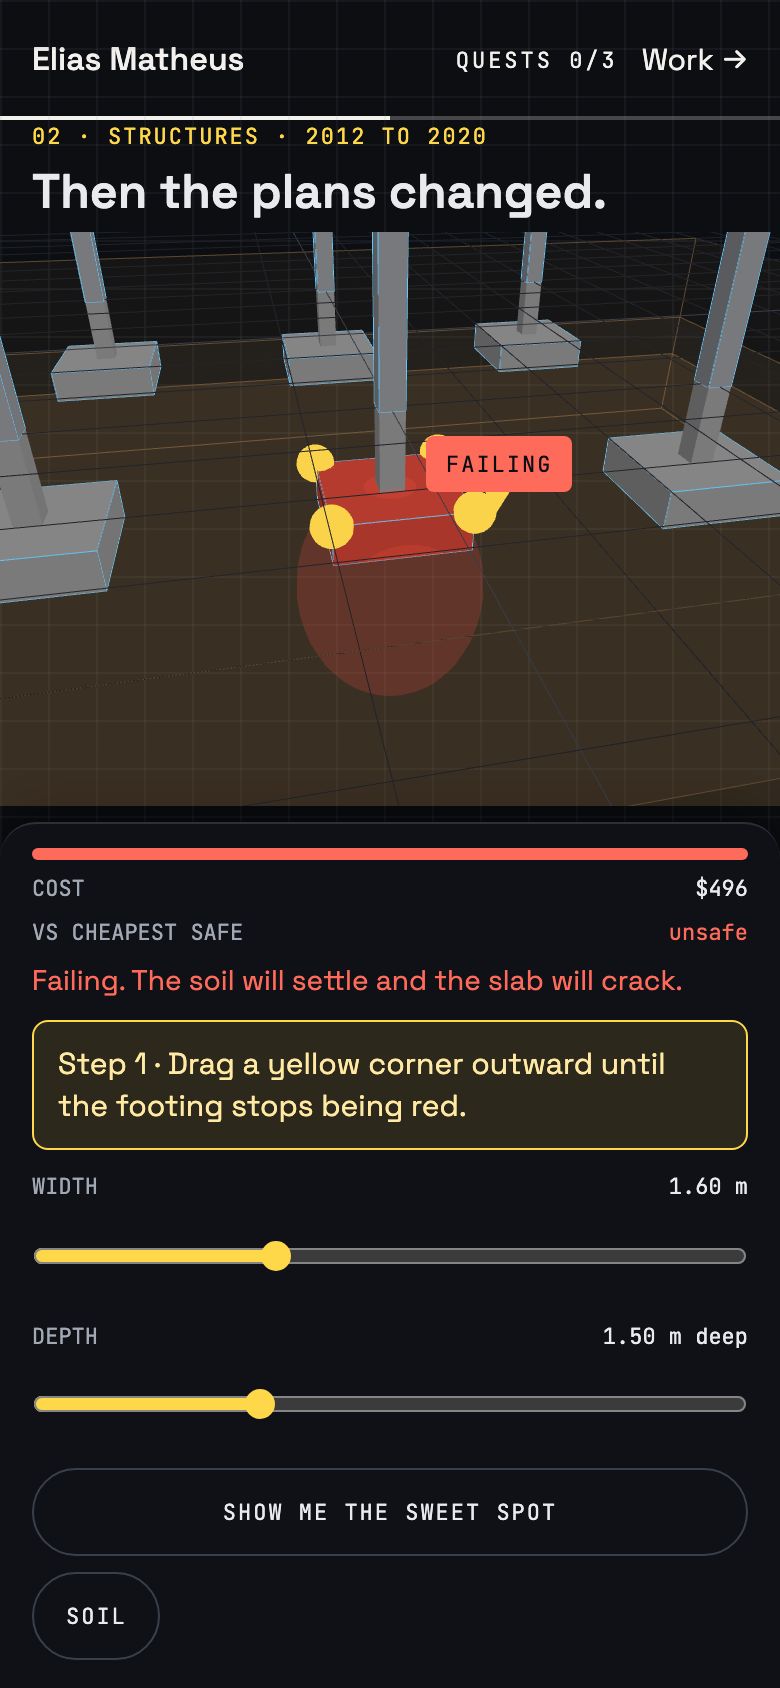 Elias Matheus
QUESTS 0/3
Work →
02 · STRUCTURES · 2012 TO 2020
Then the plans changed.
FAILING
COST
$496
VS CHEAPEST SAFE
unsafe
Failing. The soil will settle and the slab will crack.
Step 1 · Drag a yellow corner outward until
the footing stops being red.
WIDTH
1.60 m
DEPTH
1.50 m deep
SHOW ME THE SWEET SPOT
SOIL